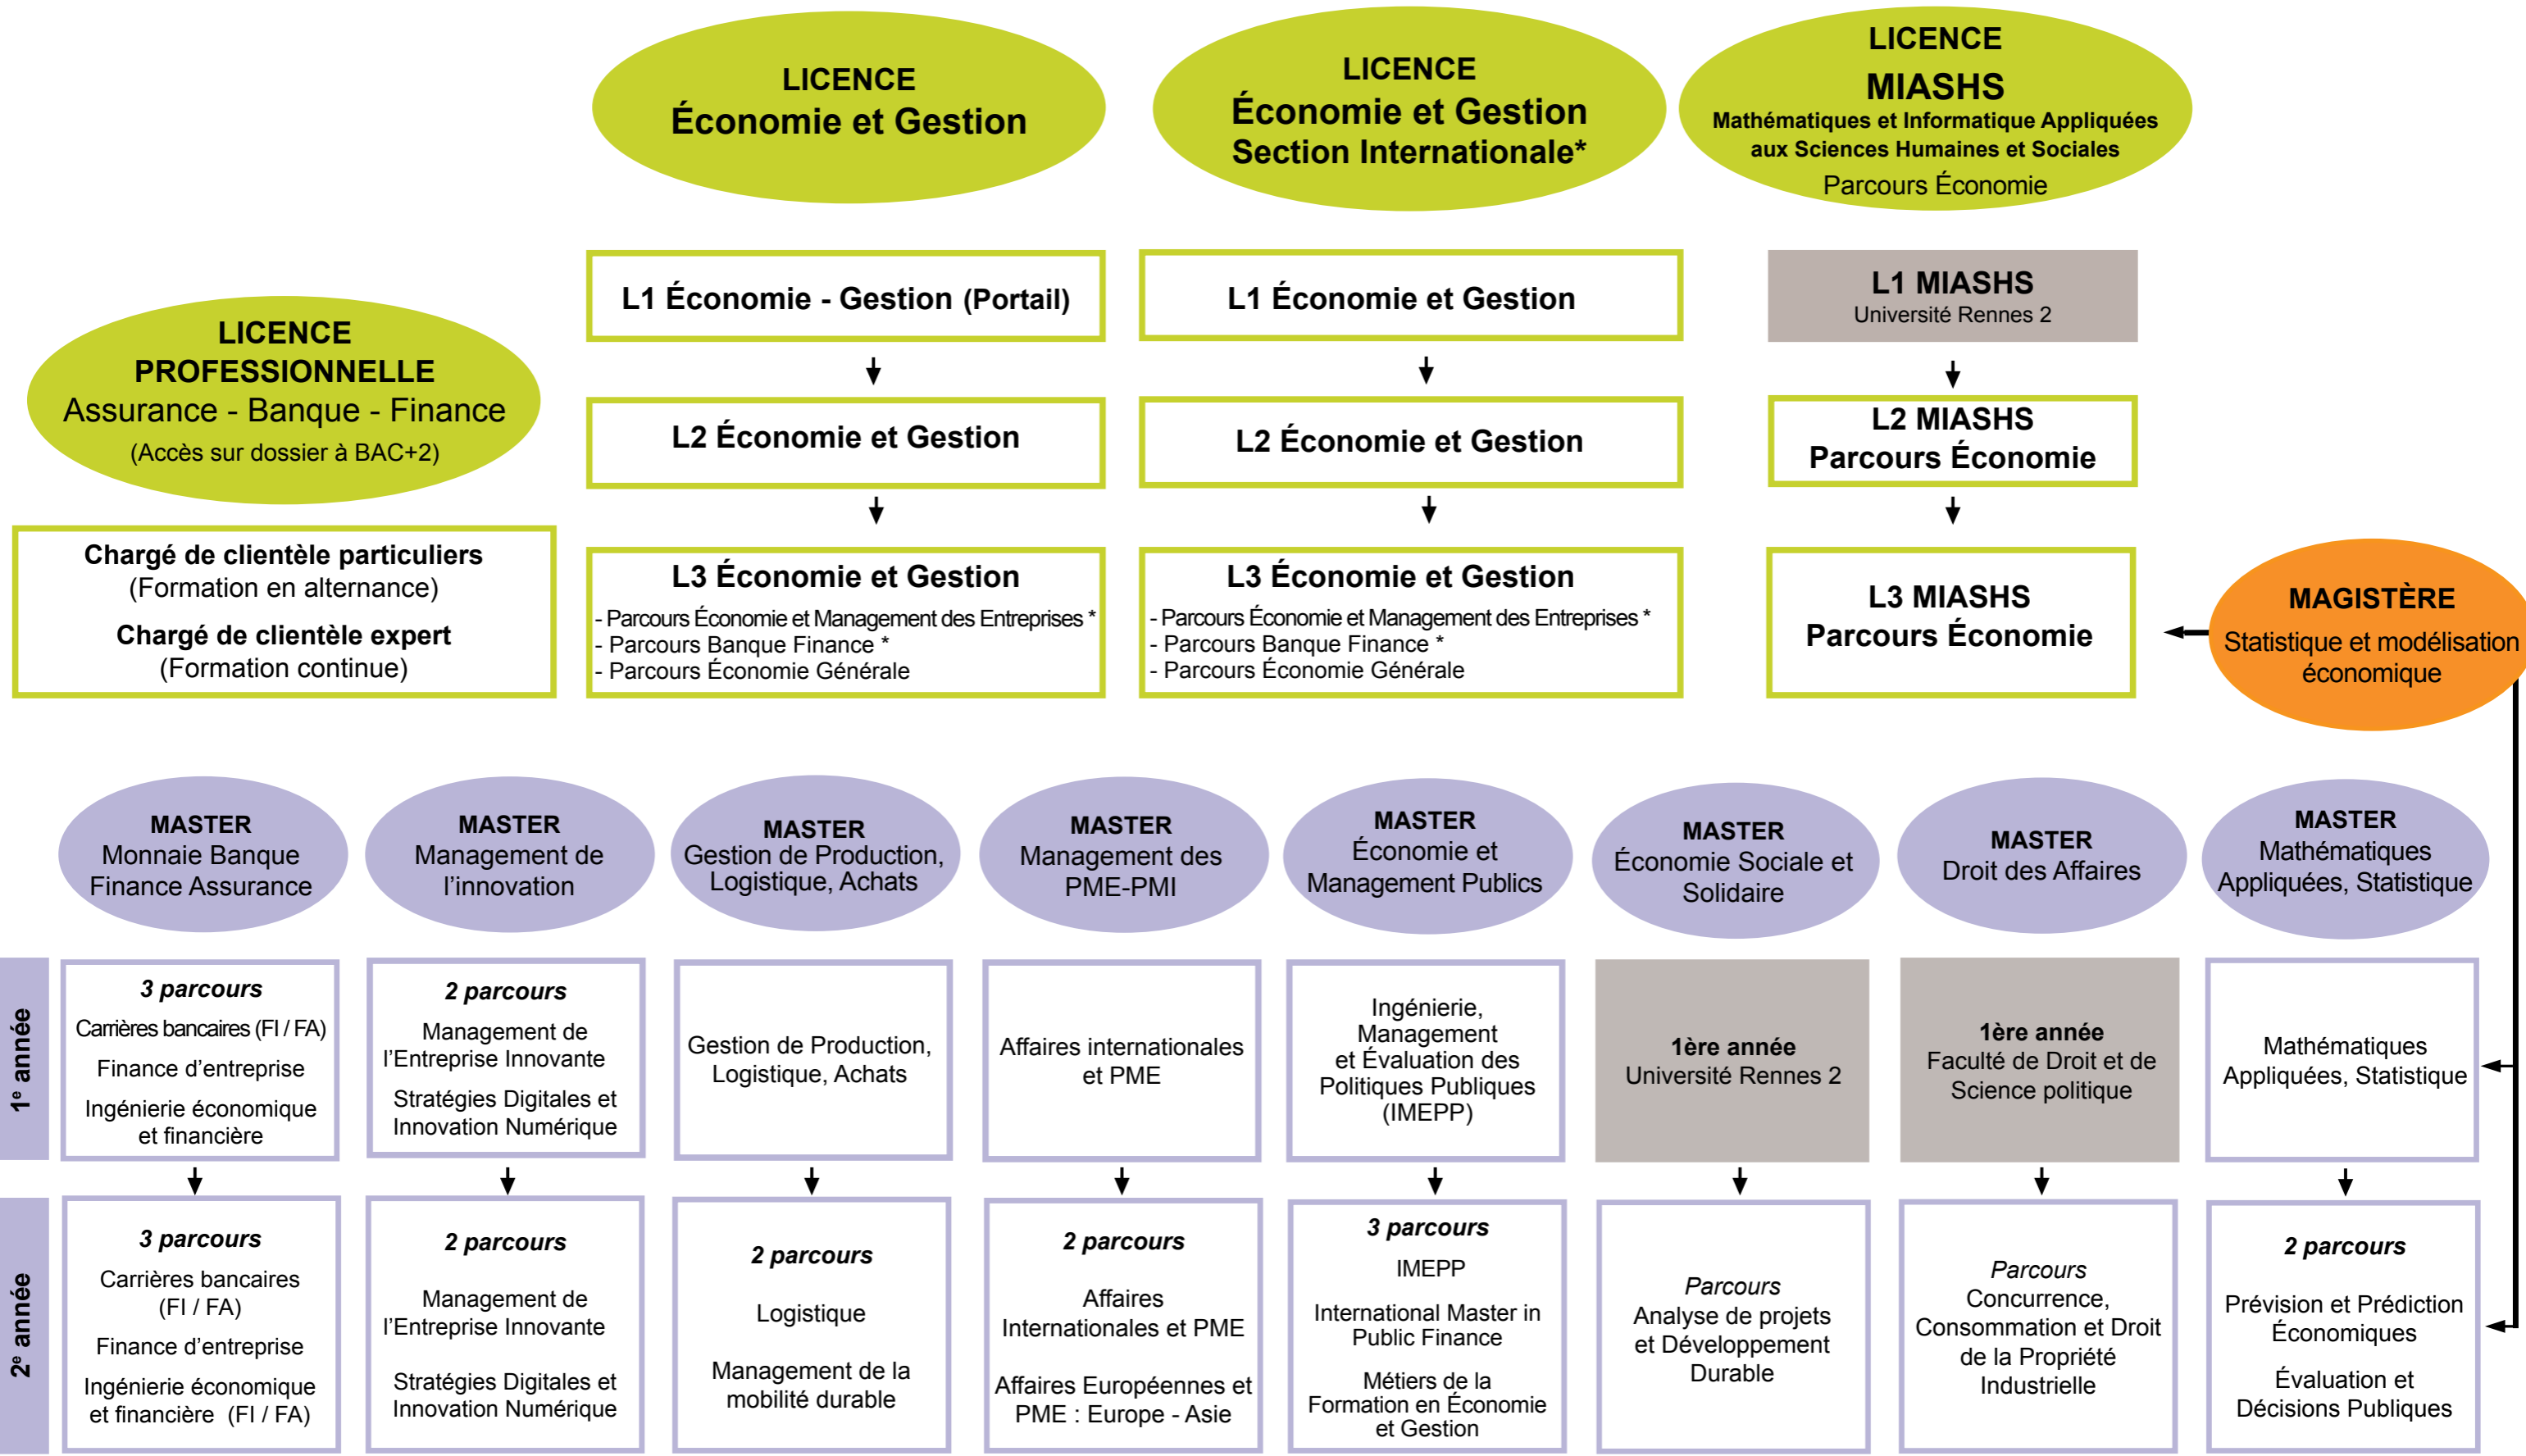 LICENCE
Économie et Gestion
LICENCE
Économie et Gestion
Section Internationale*
LICENCE
MIASHS
Mathématiques et Informatique Appliquées
aux Sciences Humaines et Sociales
Parcours Économie
LICENCE
PROFESSIONNELLE
Assurance - Banque - Finance
(Accès sur dossier à BAC+2)
Chargé de clientèle particuliers
(Formation en alternance)
Chargé de clientèle expert
(Formation continue)
L1 Économie - Gestion (Portail)
L2 Économie et Gestion
L3 Économie et Gestion
- Parcours Économie et Management des Entreprises *
- Parcours Banque Finance *
- Parcours Économie Générale
L1 Économie et Gestion
L2 Économie et Gestion
L3 Économie et Gestion
- Parcours Économie et Management des Entreprises *
- Parcours Banque Finance *
- Parcours Économie Générale
L1 MIASHS
Université Rennes 2
L2 MIASHS
Parcours Économie
L3 MIASHS
Parcours Économie
MAGISTÈRE
Statistique et modélisation
économique
MASTER
Monnaie Banque
Finance Assurance
MASTER
Management de
l'innovation
MASTER
Gestion de Production,
Logistique, Achats
MASTER
Management des
PME-PMI
MASTER
Économie et
Management Publics
MASTER
Économie Sociale et
Solidaire
MASTER
Droit des Affaires
MASTER
Mathématiques
Appliquées, Statistique
1e année
3 parcours
Carrières bancaires (FI / FA)
Finance d'entreprise
Ingénierie économique
et financière
2 parcours
Management de
l'Entreprise Innovante
Stratégies Digitales et
Innovation Numérique
Gestion de Production,
Logistique, Achats
Affaires internationales
et PME
Ingénierie,
Management
et Évaluation des
Politiques Publiques
(IMEPP)
1ère année
Université Rennes 2
1ère année
Faculté de Droit et de
Science politique
Mathématiques
Appliquées, Statistique
2e année
3 parcours
Carrières bancaires
(FI / FA)
Finance d'entreprise
Ingénierie économique
et financière (FI / FA)
2 parcours
Management de
l'Entreprise Innovante
Stratégies Digitales et
Innovation Numérique
2 parcours
Logistique
Management de la
mobilité durable
2 parcours
Affaires
Internationales et PME
Affaires Européennes et
PME : Europe - Asie
3 parcours
IMEPP
International Master in
Public Finance
Métiers de la
Formation en Économie
et Gestion
Parcours
Analyse de projets
et Développement
Durable
Parcours
Concurrence,
Consommation et Droit
de la Propriété
Industrielle
2 parcours
Prévision et Prédiction
Économiques
Évaluation et
Décisions Publiques